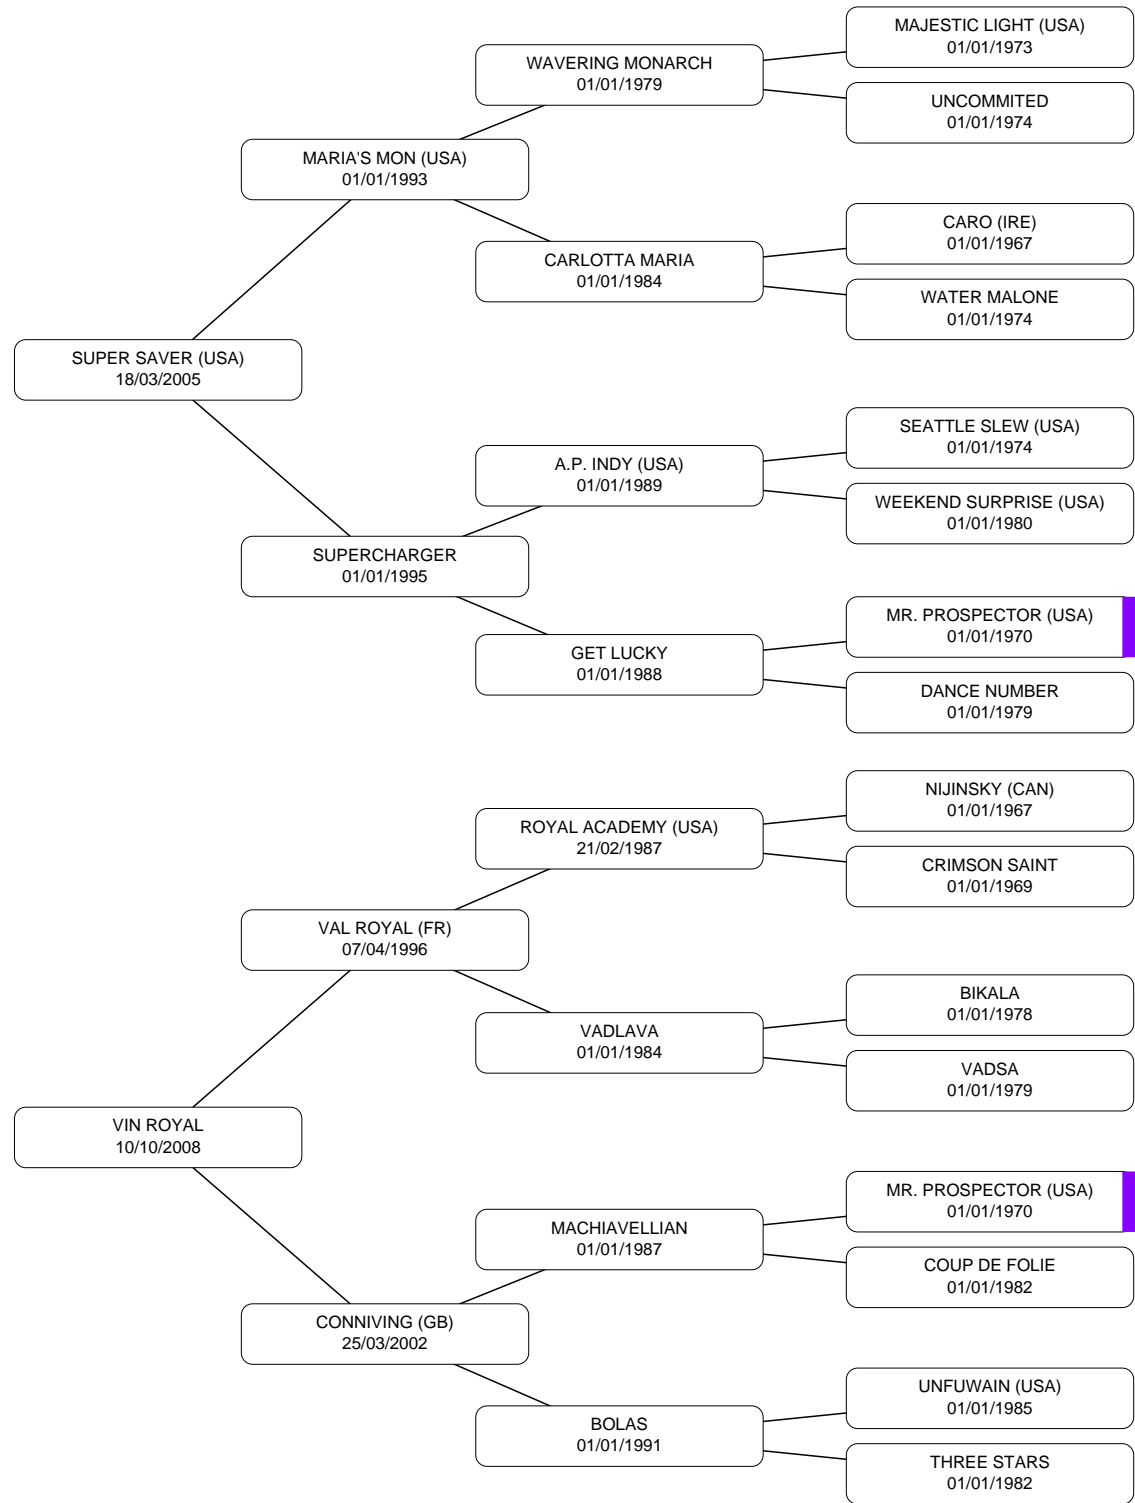 MAJESTIC LIGHT (USA)
01/01/1973
WAVERING MONARCH
01/01/1979
UNCOMMITED
01/01/1974
MARIA'S MON (USA)
01/01/1993
CARO (IRE)
01/01/1967
CARLOTTA MARIA
01/01/1984
WATER MALONE
01/01/1974
SUPER SAVER (USA)
18/03/2005
SEATTLE SLEW (USA)
01/01/1974
A.P. INDY (USA)
01/01/1989
WEEKEND SURPRISE (USA)
01/01/1980
SUPERCHARGER
01/01/1995
MR. PROSPECTOR (USA)
01/01/1970
GET LUCKY
01/01/1988
DANCE NUMBER
01/01/1979
NIJINSKY (CAN)
01/01/1967
ROYAL ACADEMY (USA)
21/02/1987
CRIMSON SAINT
01/01/1969
VAL ROYAL (FR)
07/04/1996
BIKALA
01/01/1978
VADLAVA
01/01/1984
VADSA
01/01/1979
VIN ROYAL
10/10/2008
MR. PROSPECTOR (USA)
01/01/1970
MACHIAVELLIAN
01/01/1987
COUP DE FOLIE
01/01/1982
CONNIVING (GB)
25/03/2002
UNFUWAIN (USA)
01/01/1985
BOLAS
01/01/1991
THREE STARS
01/01/1982